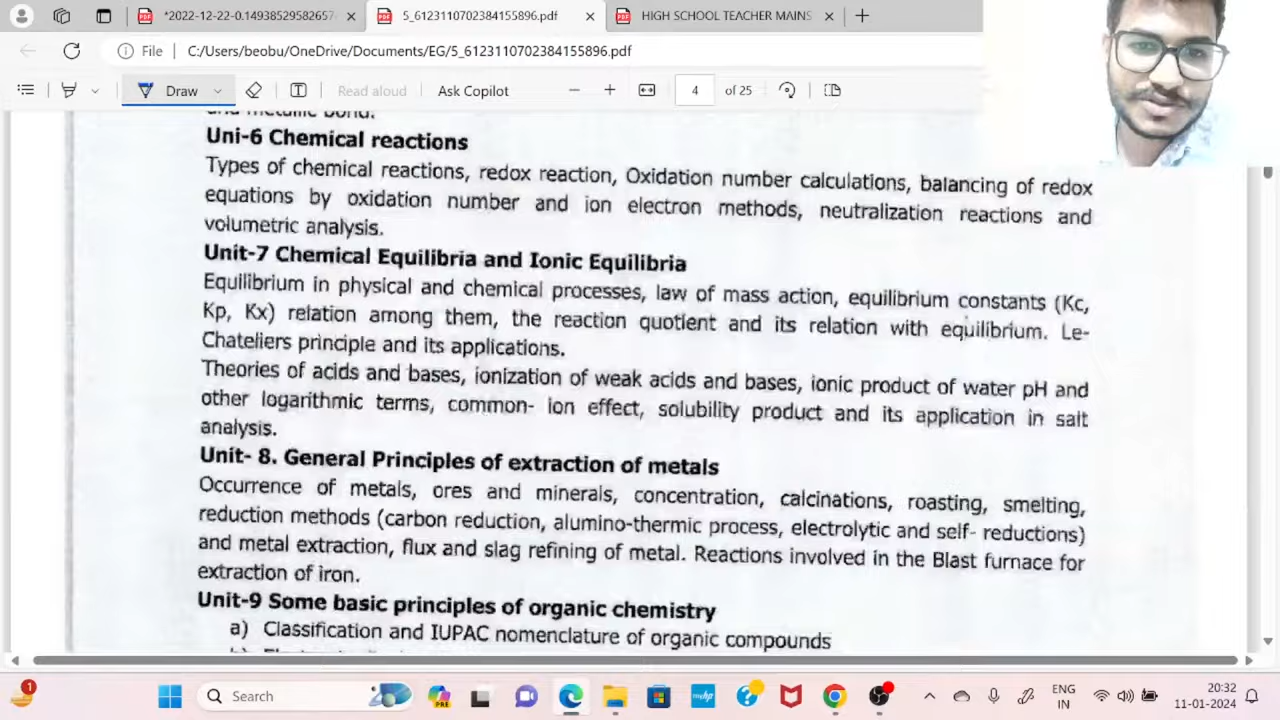 *2022-12-22-0.14938529582657
5_6123110702384155896.pdf
HIGH SCHOOL TEACHER MAINS
File
C:/Users/beobu/OneDrive/Documents/EG/5_6123110702384155896.pdf
Draw
Read aloud
Ask Copilot
4
of 25
and metallic bond.
Uni-6 Chemical reactions
Types of chemical reactions, redox reaction, Oxidation number calculations, balancing of redox
equations by oxidation number and ion electron methods, neutralization reactions and
volumetric analysis.
Unit-7 Chemical Equilibria and Ionic Equilibria
Equilibrium in physical and chemical processes, law of mass action, equilibrium constants (Kc,
Kp, Kx) relation among them, the reaction quotient and its relation with equilibrium. Le-
Chateliers principle and its applications.
Theories of acids and bases, ionization of weak acids and bases, ionic product of water pH and
other logarithmic terms, common- ion effect, solubility product and its application in salt
analysis.
Unit- 8. General Principles of extraction of metals
Occurrence of metals, ores and minerals, concentration, calcinations, roasting, smelting,
reduction methods (carbon reduction, alumino-thermic process, electrolytic and self- reductions)
and metal extraction, flux and slag refining of metal. Reactions involved in the Blast furnace for
extraction of iron.
Unit-9 Some basic principles of organic chemistry
a) Classification and IUPAC nomenclature of organic compounds
1
Search
PRE
myhp
ENG
IN
20:32
11-01-2024